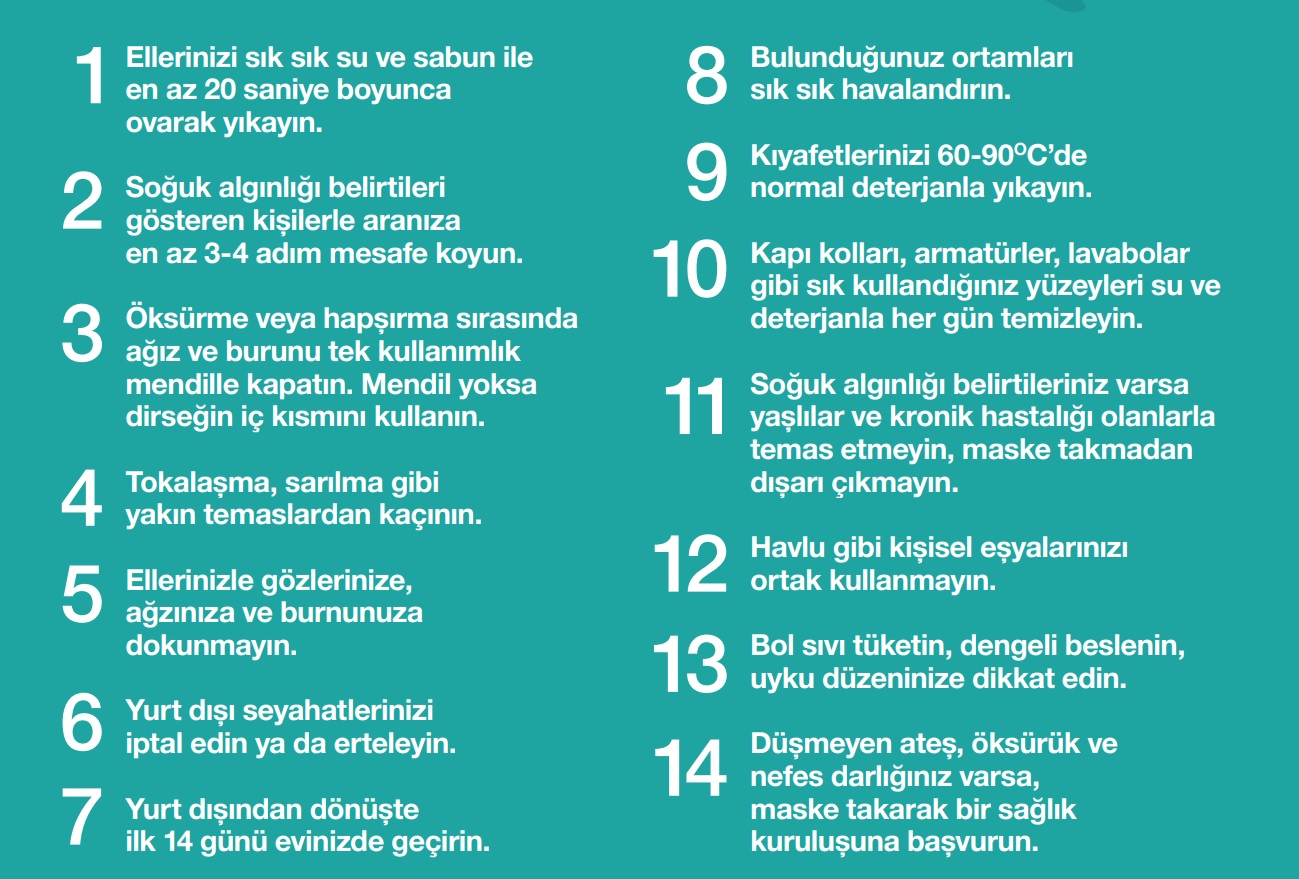 1 Ellerinizi sık sık su ve sabun ile
en az 20 saniye boyunca
ovarak yıkayın.
2 Soğuk algınlığı belirtileri
gösteren kişilerle aranıza
en az 3-4 adım mesafe koyun.
3 Öksürme veya hapşırma sırasında
ağız ve burunu tek kullanımlık
mendille kapatın. Mendil yoksa
dirseğin iç kısmını kullanın.
4 Tokalaşma, sarılma gibi
yakın temaslardan kaçının.
5 Ellerinizle gözlerinize,
ağzınıza ve burnunuza
dokunmayın.
6 Yurt dışı seyahatlerinizi
iptal edin ya da erteleyin.
7 Yurt dışından dönüşte
ilk 14 günü evinizde geçirin.
8 Bulunduğunuz ortamları
sık sık havalandırın.
9 Kıyafetlerinizi 60-90ºC’de
normal deterjanla yıkayın.
10 Kapı kolları, armatürler, lavabolar
gibi sık kullandığınız yüzeyleri su ve
deterjanla her gün temizleyin.
11 Soğuk algınlığı belirtileriniz varsa
yaşlılar ve kronik hastalığı olanlarla
temas etmeyin, maske takmadan
dışarı çıkmayın.
12 Havlu gibi kişisel eşyalarınızı
ortak kullanmayın.
13 Bol sıvı tüketin, dengeli beslenin,
uyku düzeninize dikkat edin.
14 Düşmeyen ateş, öksürük ve
nefes darlığınız varsa,
maske takarak bir sağlık
kuruluşuna başvurun.